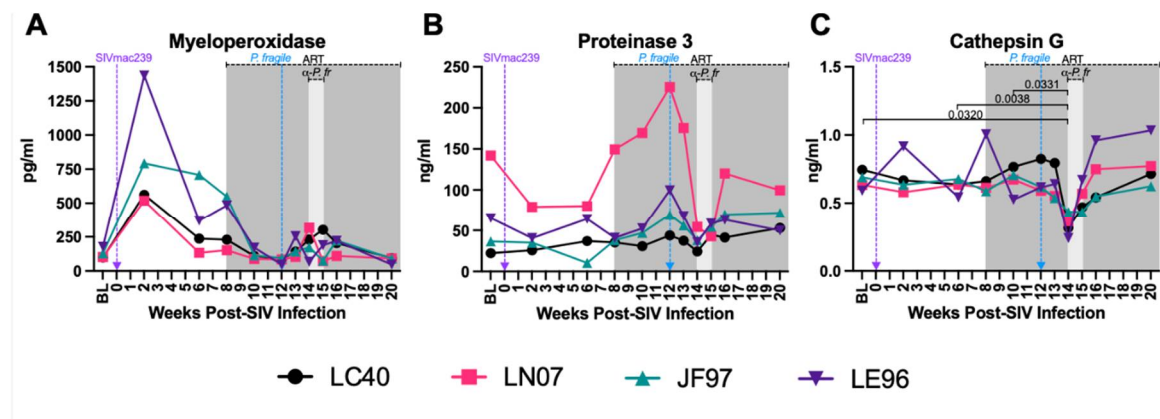 A
Myeloperoxidase
SIVmac239
P. fragile
ART
α-P. fr
1500
1250
1000
750
500
250
0
pg/ml
BL 0 1 2 3 4 5 6 7 8 9 10 11 12 13 14 15 16 17 18 19 20
Weeks Post-SIV Infection
B
Proteinase 3
SIVmac239
P. fragile
ART
α-P. fr
250
200
150
100
50
0
ng/ml
BL 0 1 2 3 4 5 6 7 8 9 10 11 12 13 14 15 16 17 18 19 20
Weeks Post-SIV Infection
C
Cathepsin G
SIVmac239
P. fragile
ART
α-P. fr
0.0331
0.0038
0.0320
1.5
1.0
0.5
0.0
ng/ml
BL 0 1 2 3 4 5 6 7 8 9 10 11 12 13 14 15 16 17 18 19 20
Weeks Post-SIV Infection
LC40 LN07 JF97 LE96